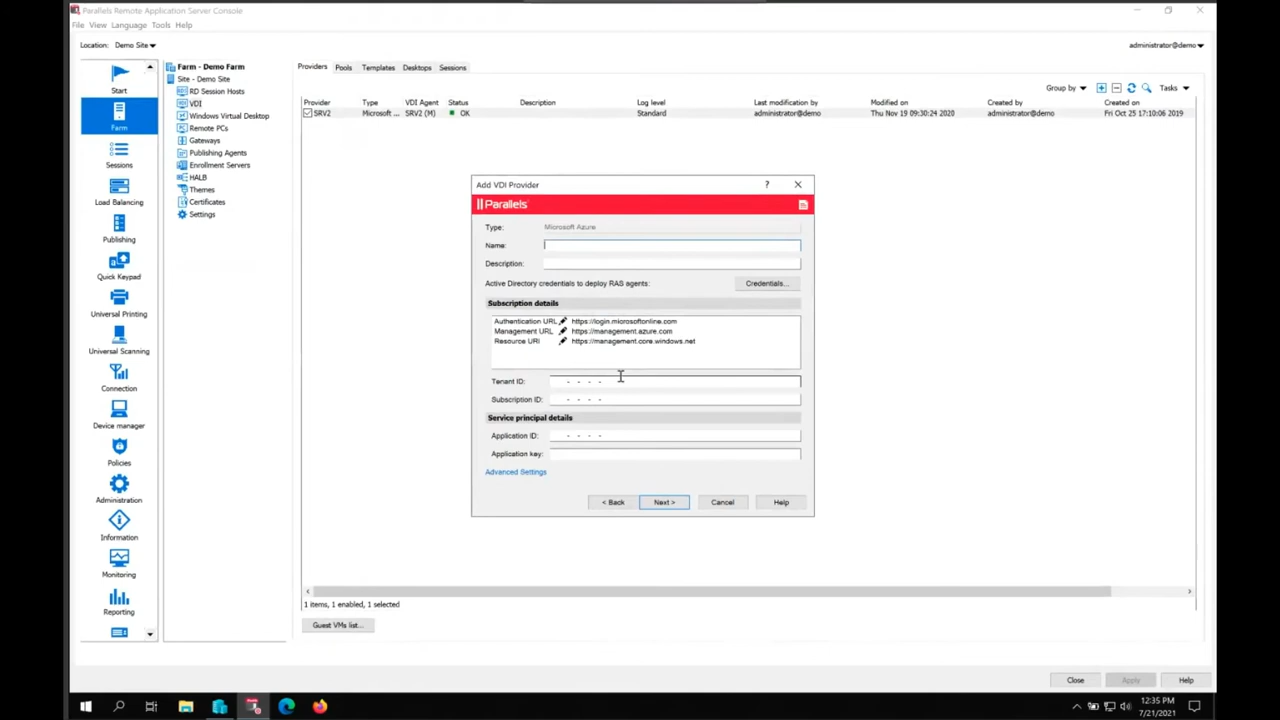 Parallels Remote Application Server Console
File View Language Tools Help
Location: Demo Site
administrator@demo
Start
Farm
Sessions
Load Balancing
Publishing
Quick Keypad
Universal Printing
Universal Scanning
Connection
Device manager
Policies
Administration
Information
Monitoring
Reporting
Farm - Demo Farm
Site - Demo Site
RD Session Hosts
VDI
Windows Virtual Desktop
Remote PCs
Gateways
Publishing Agents
Enrollment Servers
HALB
Themes
Certificates
Settings
Providers Pools Templates Desktops Sessions
Group by Tasks
Provider Type VDI Agent Status Description Log level Last modification by Modified on Created by Created on
SRV2 Microsoft ... SRV2 (M) OK Standard administrator@demo Thu Nov 19 09:30:24 2020 administrator@demo Fri Oct 25 17:10:06 2019
Add VDI Provider ?
Parallels
Type: Microsoft Azure
Name:
Description:
Active Directory credentials to deploy RAS agents: Credentials...
Subscription details
Authentication URL https://login.microsoftonline.com
Management URL https://management.azure.com
Resource URI https://management.core.windows.net
Tenant ID: - - - -
Subscription ID: - - - -
Service principal details
Application ID: - - - -
Application key:
Advanced Settings
< Back Next > Cancel Help
1 items, 1 enabled, 1 selected
Guest VMs list...
Close Apply Help
12:35 PM
7/21/2021